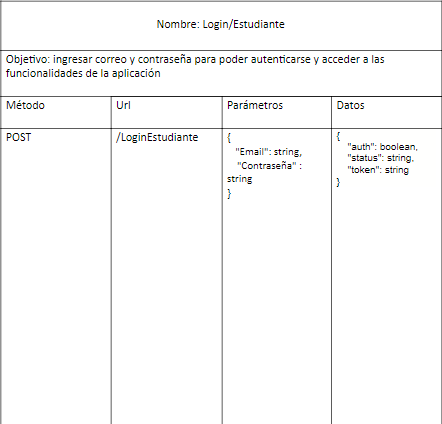 Nombre: Login/Estudiante
Objetivo: ingresar correo y contraseña para poder autenticarse y acceder a las
funcionalidades de la aplicación
Método
Url
Parámetros
Datos
POST
/LoginEstudiante
{
"Email": string,
"Contraseña" :
string
}
{
"auth": boolean,
"status": string,
"token": string
}